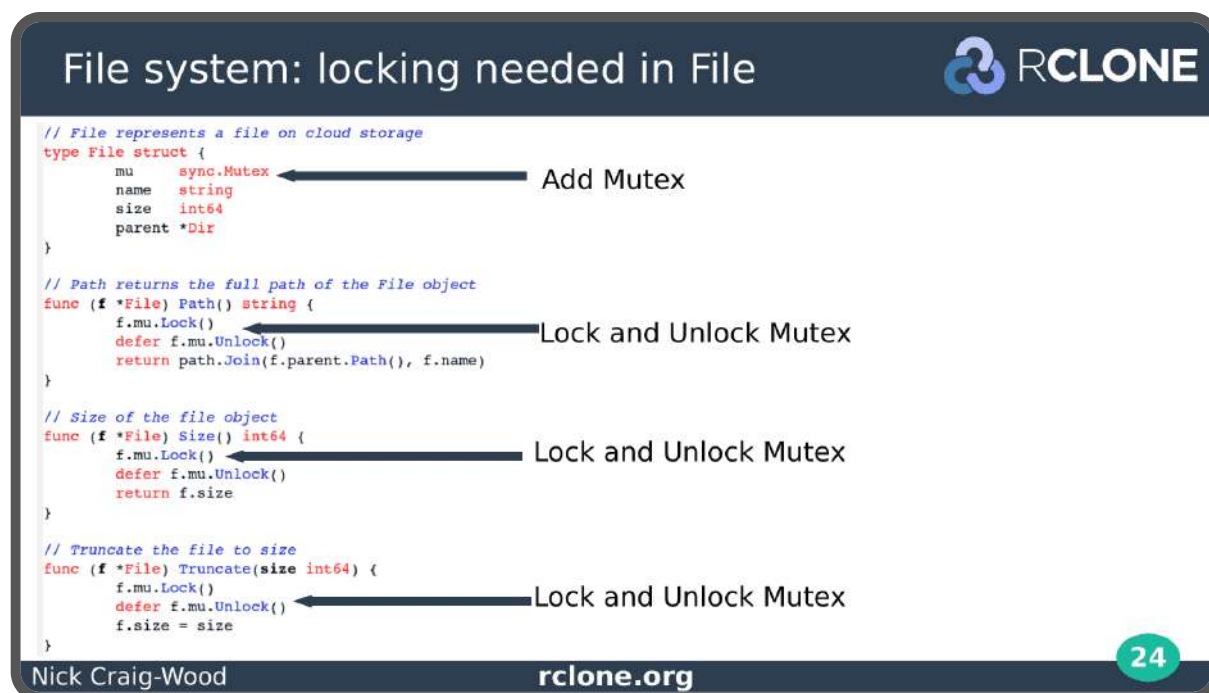 File system: locking needed in File
RCLONE
// File represents a file on cloud storage
type File struct {
mu sync.Mutex
Add Mutex
name string
size int64
parent *Dir
}
// Path returns the full path of the File object
func (f *File) Path() string {
f.mu.Lock()
Lock and Unlock Mutex
defer f.mu.Unlock()
return path.Join(f.parent.Path(), f.name)
}
// Size of the file object
func (f *File) Size() int64 {
f.mu.Lock()
Lock and Unlock Mutex
defer f.mu.Unlock()
return f.size
}
// Truncate the file to size
func (f *File) Truncate(size int64) {
f.mu.Lock()
defer f.mu.Unlock()
Lock and Unlock Mutex
f.size = size
}
Nick Craig-Wood
rclone.org
24